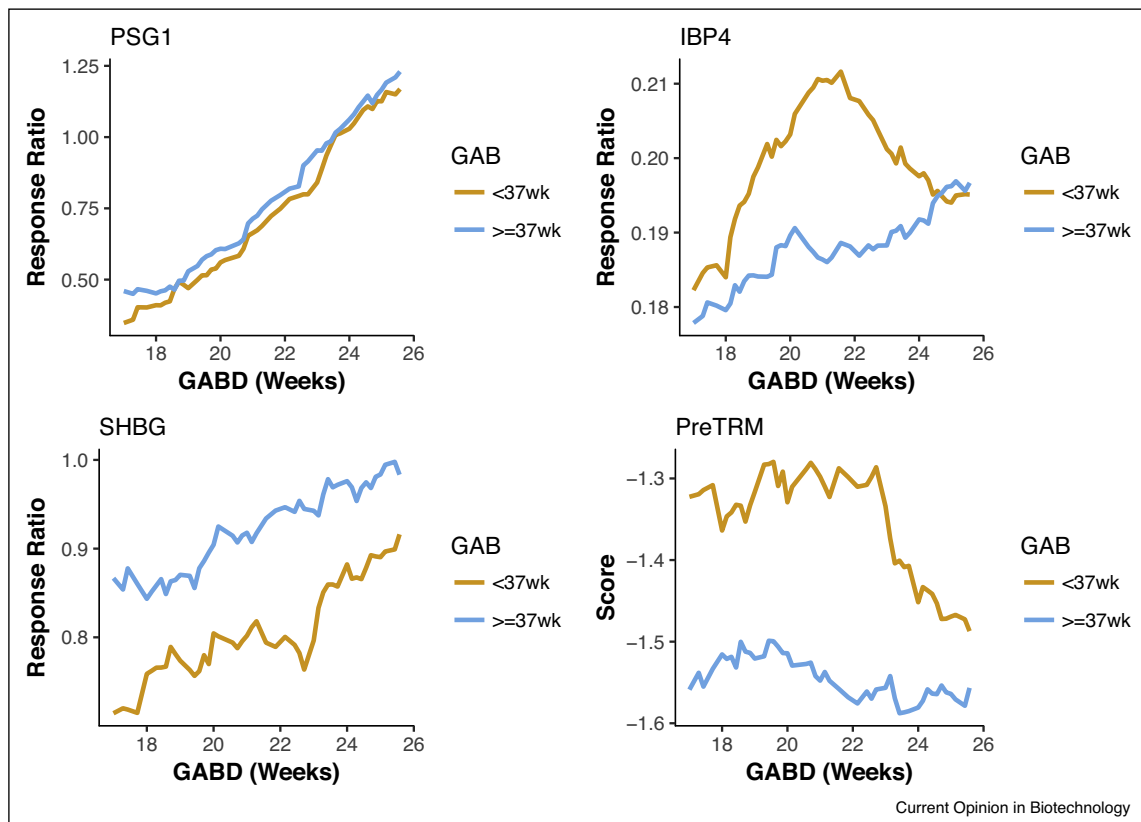 PSG1
1.25
1.00
0.75
0.50
Response Ratio
18 20 22 24 26
GABD (Weeks)
GAB
<37wk
>=37wk
IBP4
0.21
0.20
0.19
0.18
Response Ratio
18 20 22 24 26
GABD (Weeks)
GAB
<37wk
>=37wk
SHBG
1.0
0.9
0.8
Response Ratio
18 20 22 24 26
GABD (Weeks)
GAB
<37wk
>=37wk
PreTRM
−1.3
−1.4
−1.5
−1.6
Score
18 20 22 24 26
GABD (Weeks)
GAB
<37wk
>=37wk
Current Opinion in Biotechnology